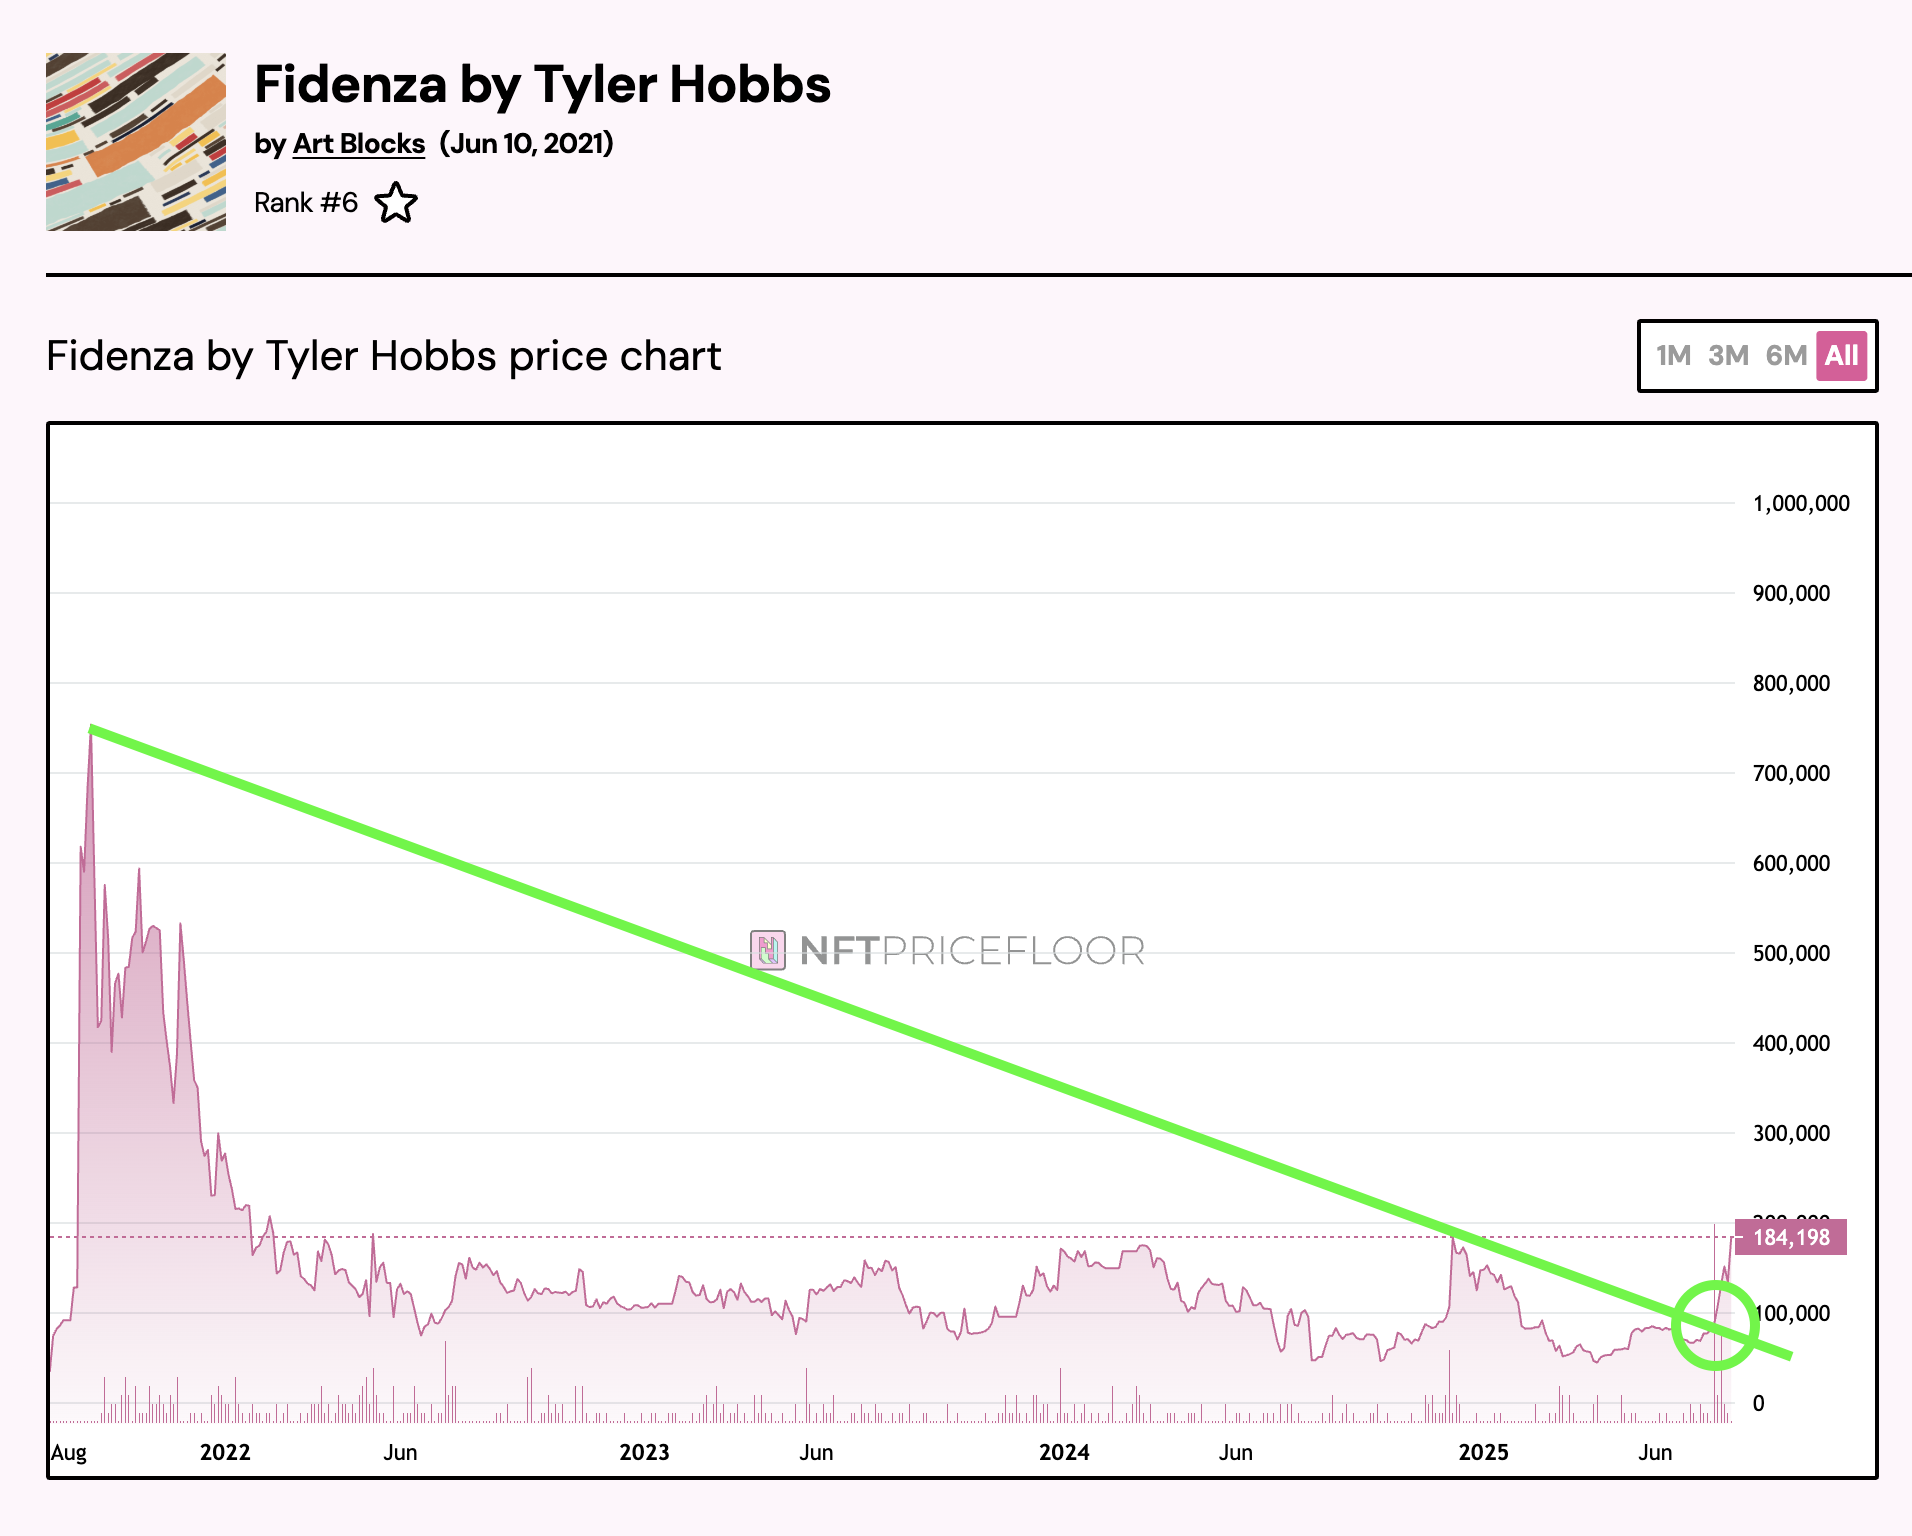 Fidenza by Tyler Hobbs
by Art Blocks (Jun 10, 2021)
Rank #6
Fidenza by Tyler Hobbs price chart
1M 3M 6M All
1,000,000
900,000
800,000
700,000
600,000
NFTPRICEFLOOR
500,000
400,000
300,000
184,198
100,000
0
Aug 2022 Jun 2023 Jun 2024 Jun 2025 Jun